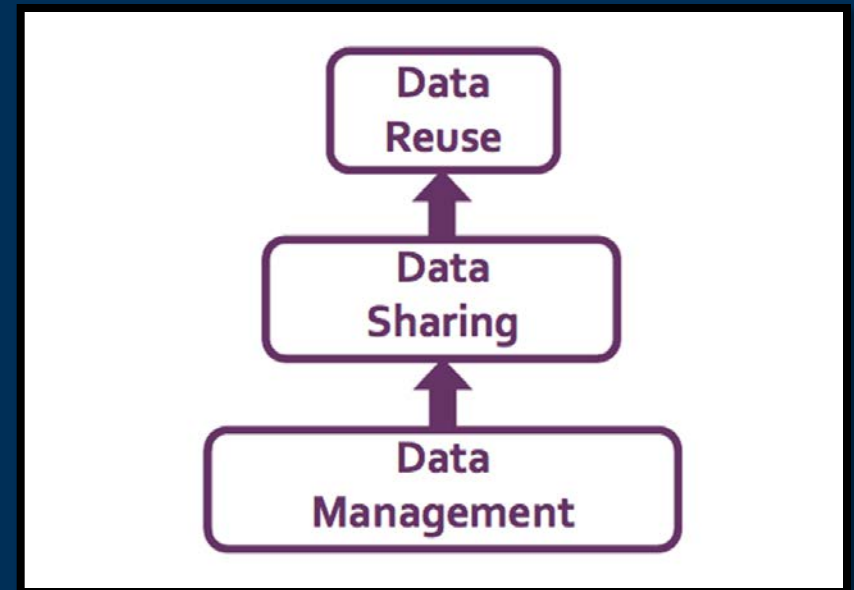 Data
Reuse
Data
Sharing
Data
Management